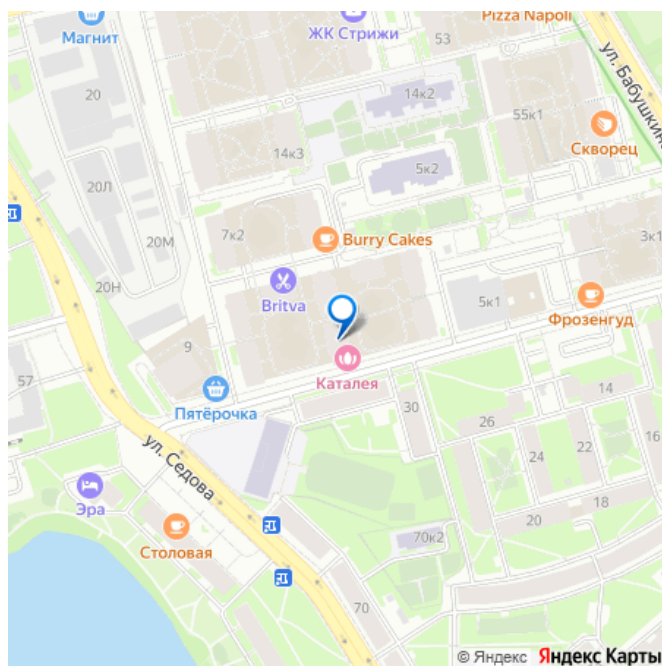 Магнит
ЖК Стрижи
Pizza Napoli
53
ул. Бабушкина
20
14к2
55к1
Скворец
14к3
5к2
20Л
7к2
Burry Cakes
20М
3к1
20Н
Britva
5к1
Фрозенгуд
9
Каталея
57
Пятёрочка
30
14
26
ул. Седова
24
22
16
Эра
18
20
Столовая
70к2
70
© Яндекс Яндекс Карты